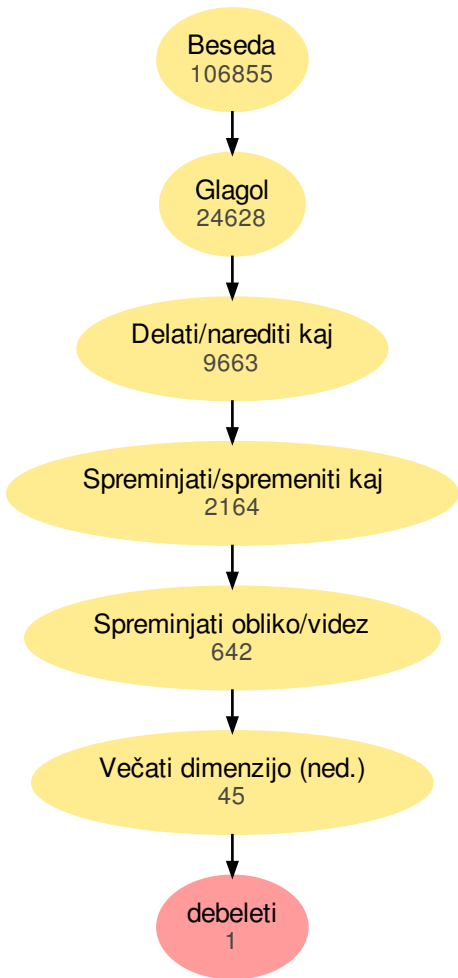 Beseda
106855
Glagol
24628
Delati/narediti kaj
9663
Spreminjati/spremeniti kaj
2164
Spreminjati obliko/videz
642
Večati dimenzijo (ned.)
45
debeleti
1